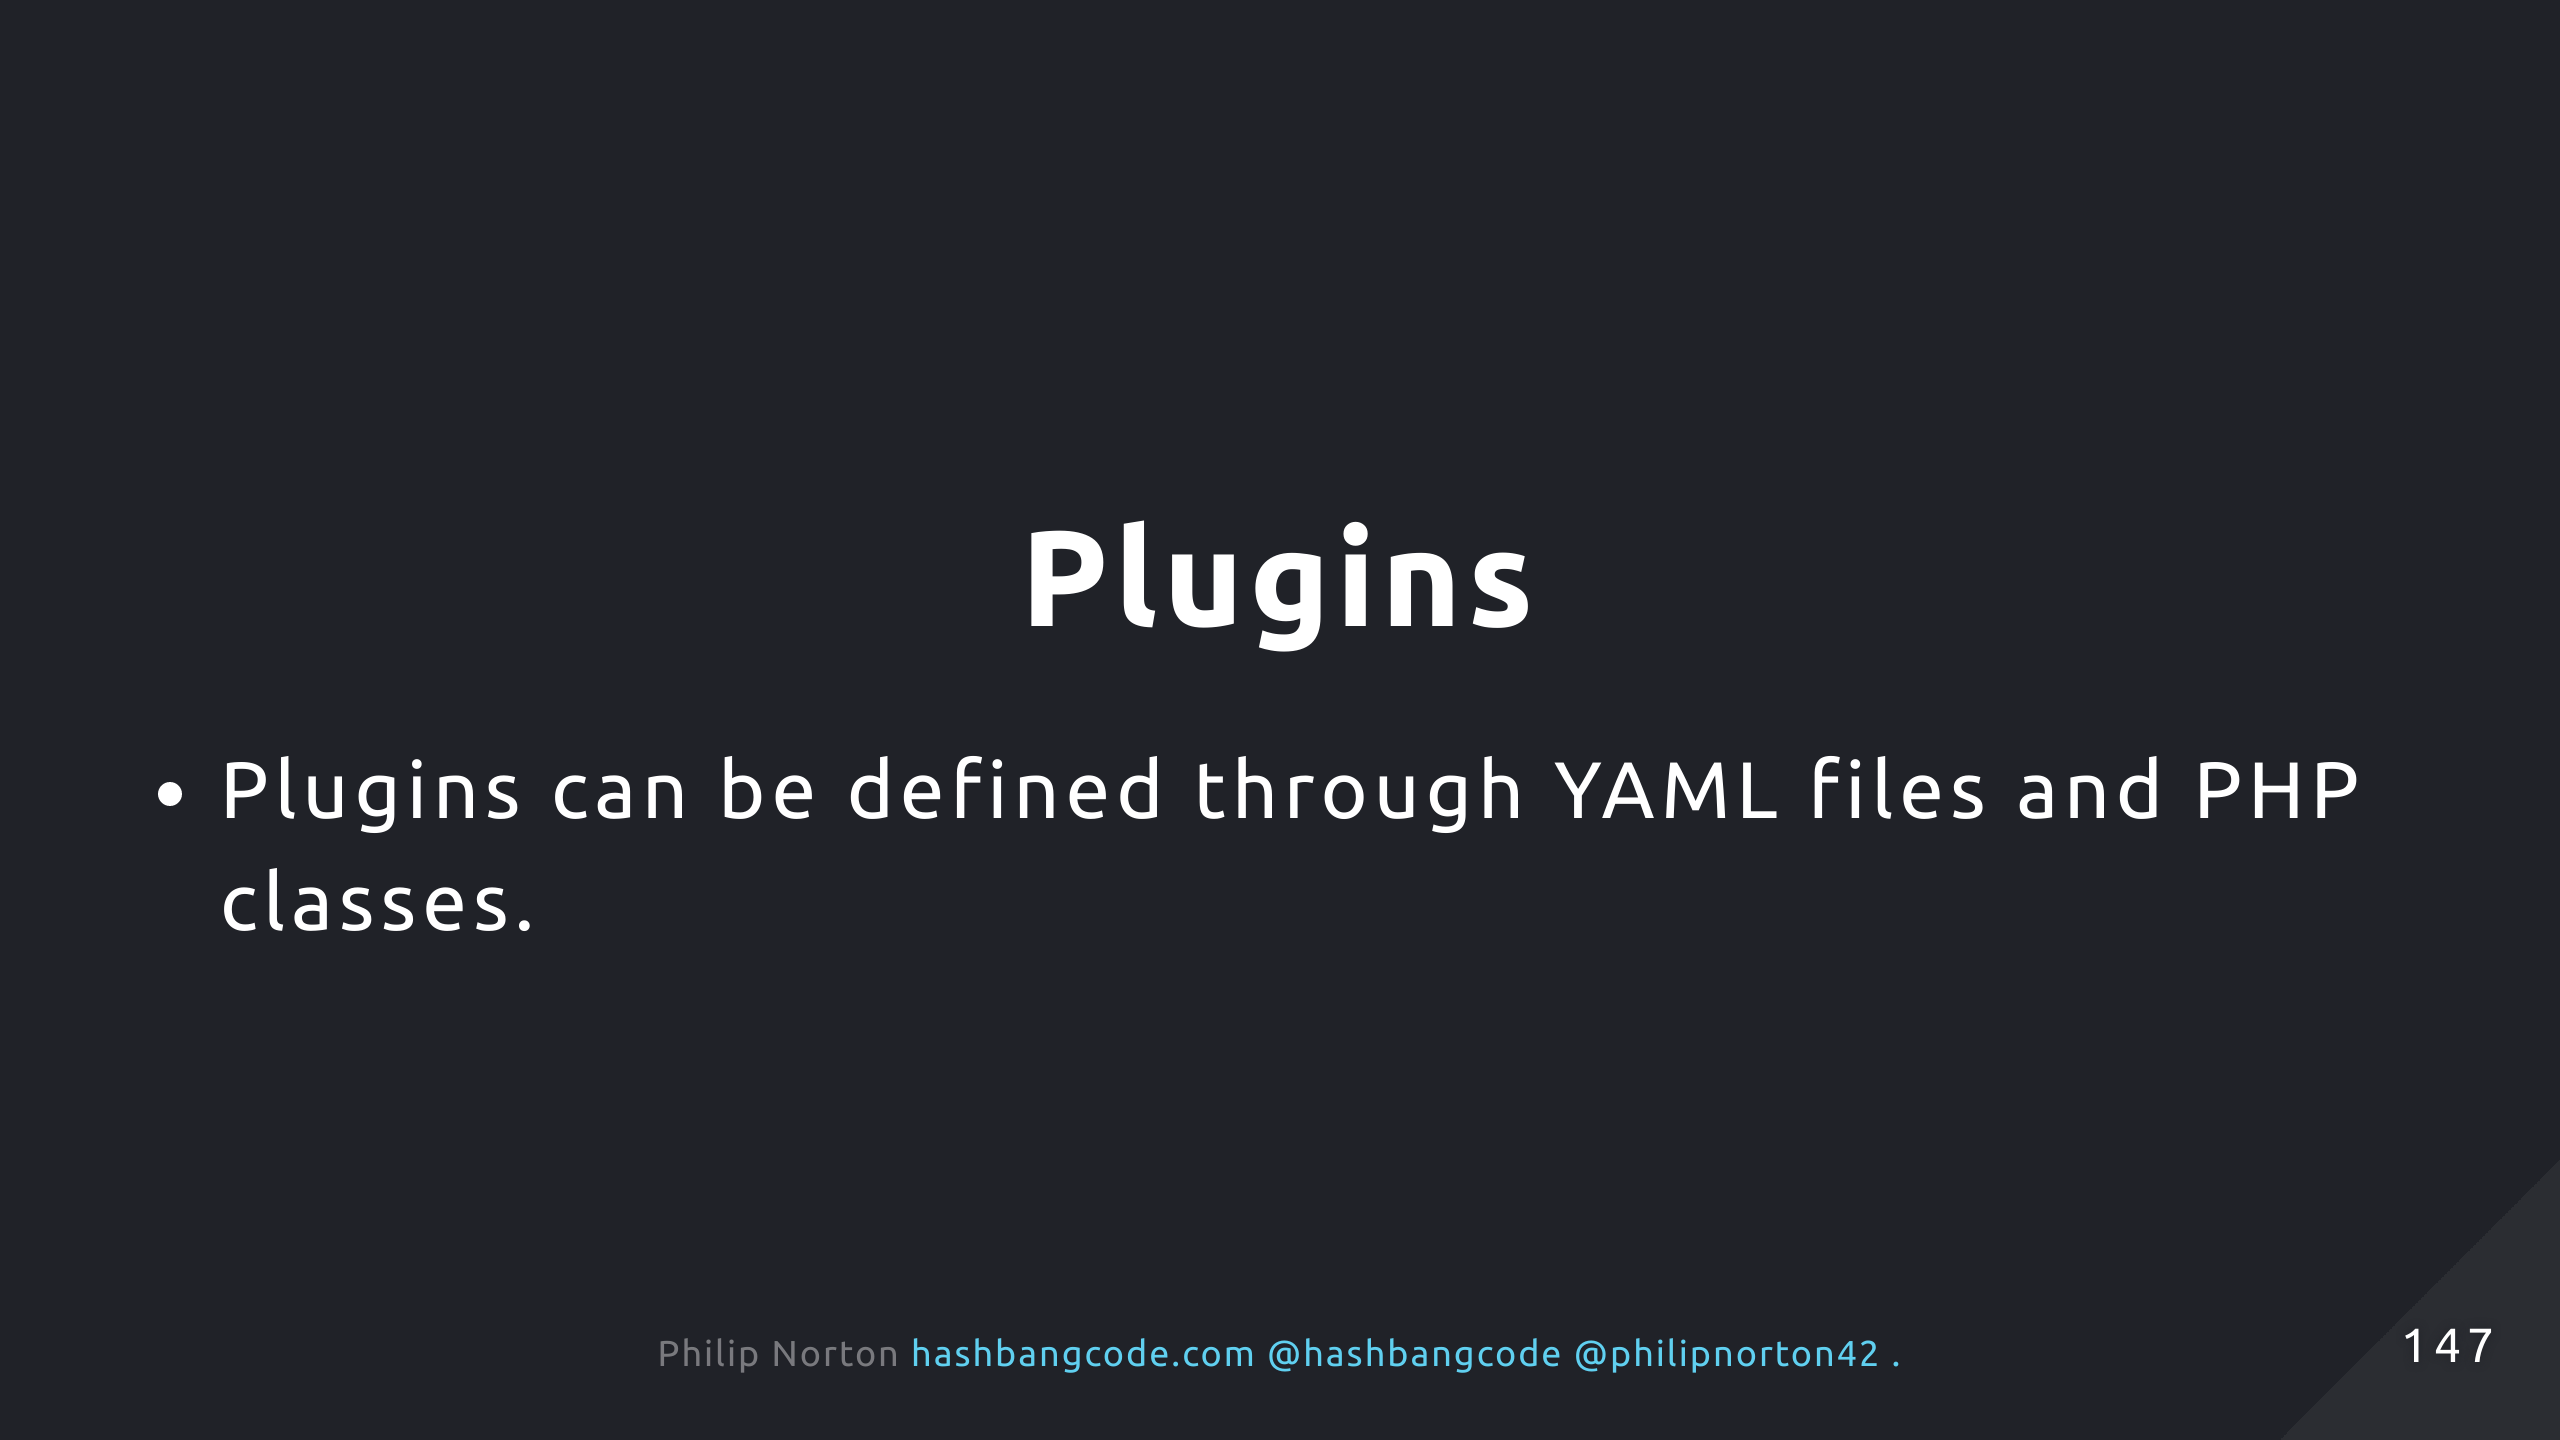 Plugins
• Plugins can be defined through YAML files and PHP
classes.
Philip Norton hashbangcode.com @hashbangcode @philipnorton42 .
147